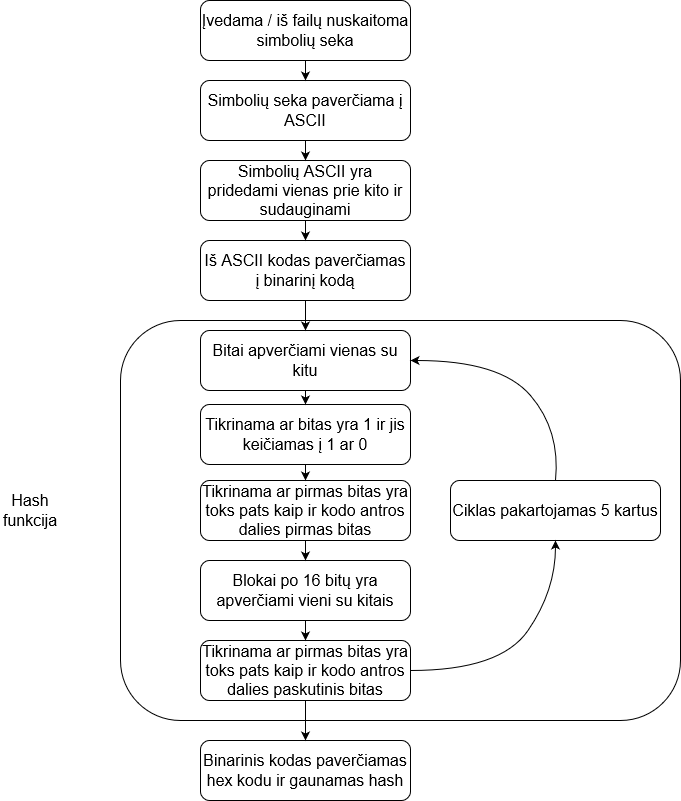 Įvedama / iš failų nuskaitoma
simbolių seka
Simbolių seka paverčiama į
ASCII
Simbolių ASCII yra
pridedami vienas prie kito ir
sudauginami
Iš ASCII kodas paverčiamas
į binarinį kodą
Bitai apverčiami vienas su
kitu
Tikrinama ar bitas yra 1 ir jis
keičiamas į 1 ar 0
Tikrinama ar pirmas bitas yra
toks pats kaip ir kodo antros
dalies pirmas bitas
Blokai po 16 bitų yra
apverčiami vieni su kitais
Tikrinama ar pirmas bitas yra
toks pats kaip ir kodo antros
dalies paskutinis bitas
Ciklas pakartojamas 5 kartus
Hash
funkcija
Binarinis kodas paverčiamas
hex kodu ir gaunamas hash